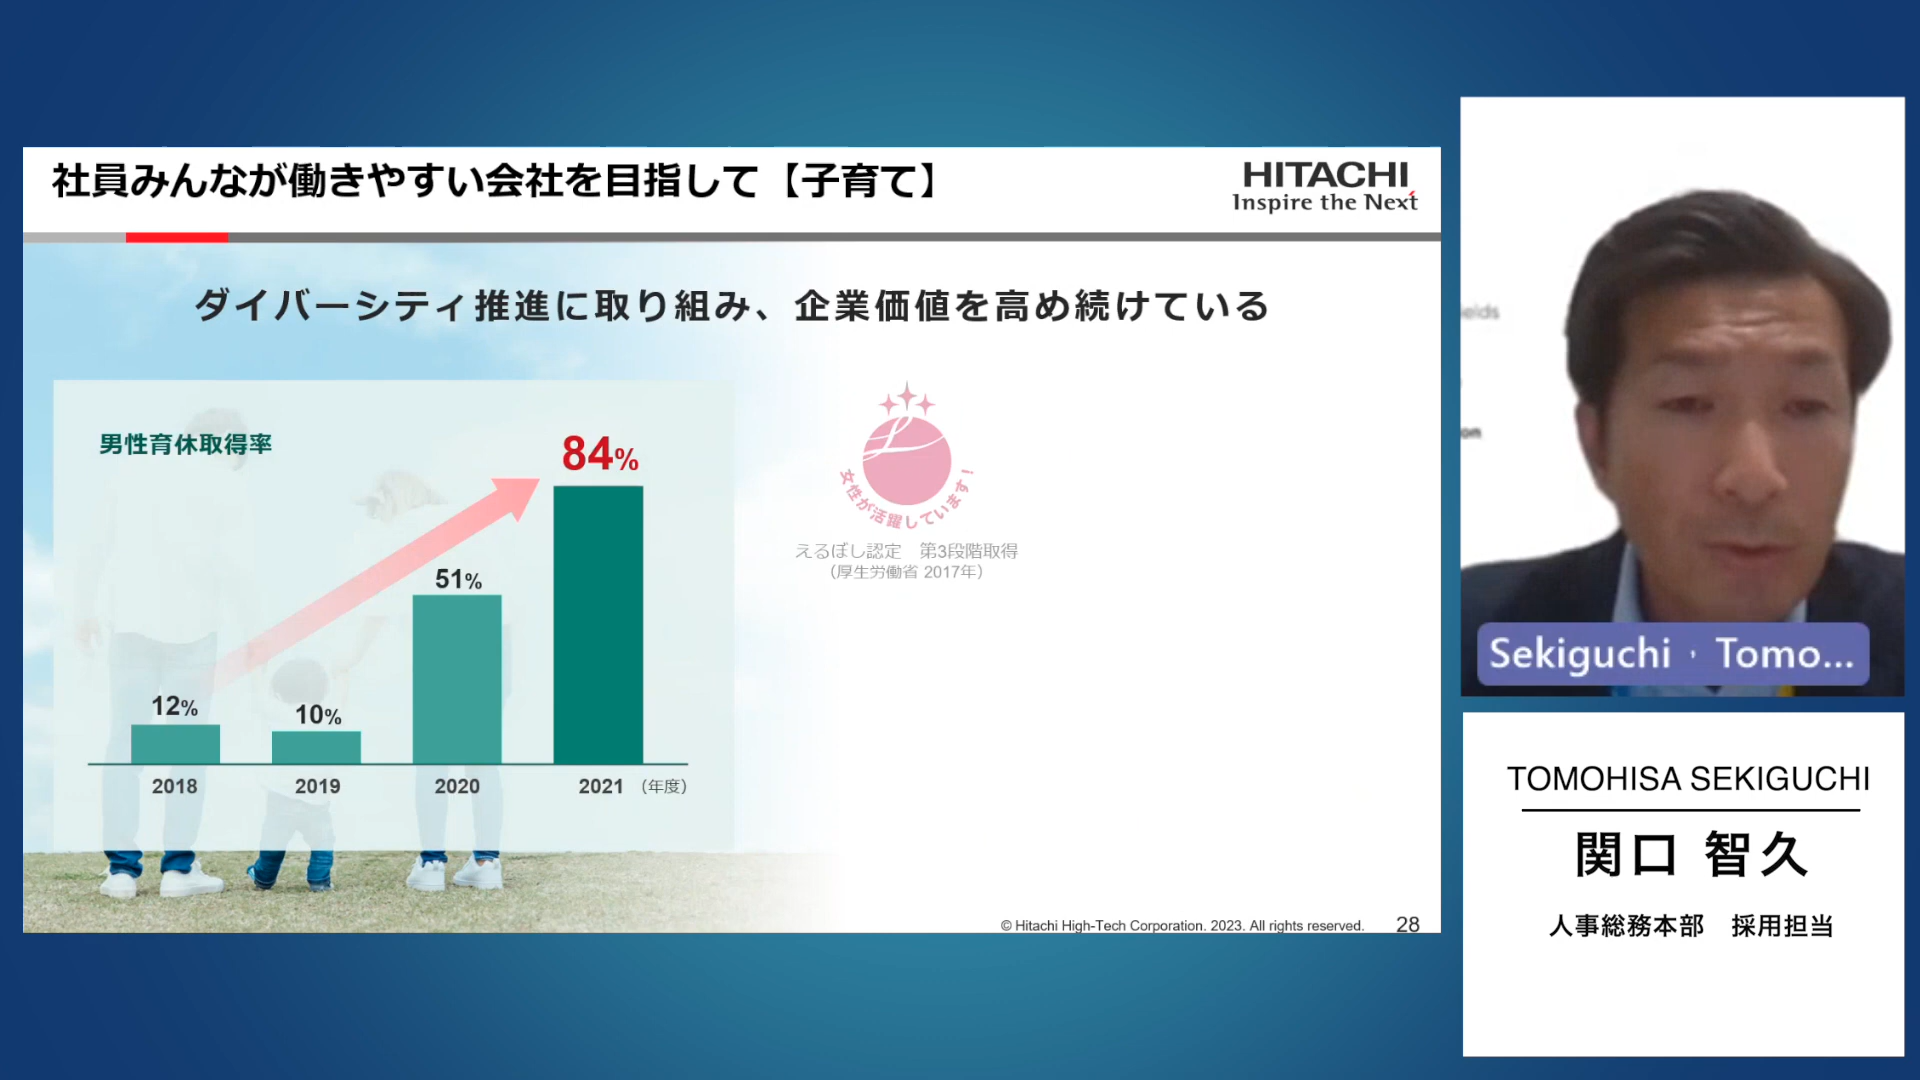 社員みんなが働きやすい会社を目指して【子育て】
HITACHI
Inspire the Next
ダイバーシティ推進に取り組み、企業価値を高め続けている
男性育休取得率
84%
51%
12%
10%
2018
2019
2020
2021
（年度）
女性が活躍しています！
えるぼし認定　第3段階取得
（厚生労働省 2017年）
© Hitachi High-Tech Corporation. 2023. All rights reserved.
28
ields
on
Sekiguchi・Tomo...
TOMOHISA SEKIGUCHI
関口 智久
人事総務本部　採用担当